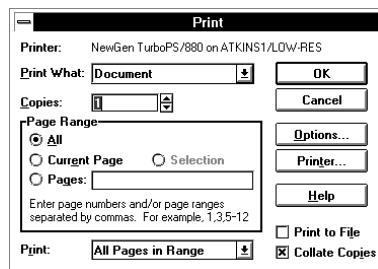 Print
Printer: NewGen TurboPS/880 on ATKINS1/LOW-RES
Print What: Document
OK
Copies: 1
Cancel
Page Range
All
Current Page Selection
Pages:
Enter page numbers and/or page ranges
separated by commas. For example, 1,3,5-12
Options...
Printer...
Help
Print to File
Print: All Pages in Range
Collate Copies